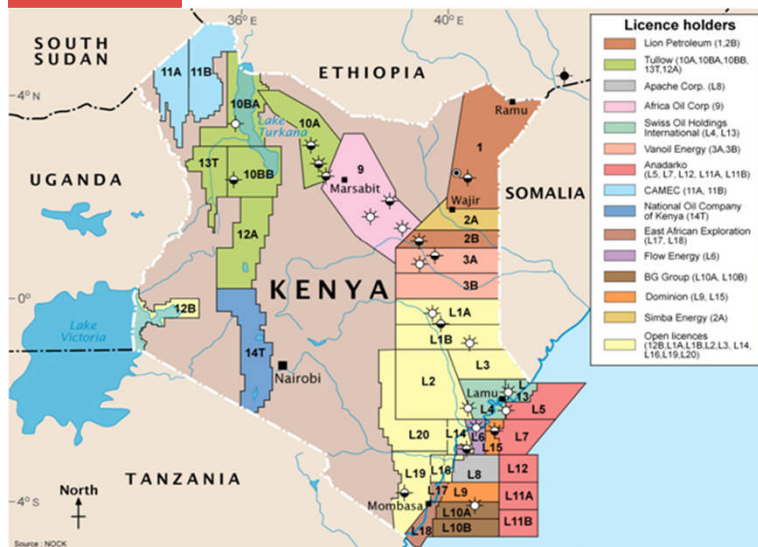 36°E
40°E
SOUTH
SUDAN
ETHIOPIA
4°N
11A
11B
10BA
Lake
Turkana
10A
Ramu
1
9
Marsabit
13T
10BB
UGANDA
Wajir
SOMALIA
2A
12A
2B
3A
3B
KENYA
0°
12B
Lake
Victoria
14T
Nairobi
L1A
L1B
L3
L2
Lamu
L
13
L4
L5
L20
L14
L6
L15
L7
L19
L16
L8
L12
L17
L9
L11A
Mombasa
L10A
L10B
L11B
L18
TANZANIA
North
4°S
Source : NOCK
Licence holders
Lion Petroleum (1,2B)
Tullow (10A,10BA,10BB,
13T,12A)
Apache Corp. (L8)
Africa Oil Corp (9)
Swiss Oil Holdings
International (L4, L13)
Vanoil Energy (3A,3B)
Anadarko
(L5, L7, L12, L11A, L11B)
CAMEC (11A, 11B)
National Oil Company
of Kenya (14T)
East African Exploration
(L17, L18)
Flow Energy (L6)
BG Group (L10A, L10B)
Dominion (L9, L15)
Simba Energy (2A)
Open licences
(12B,L1A,L1B,L2,L3, L14,
L16,L19,L20)